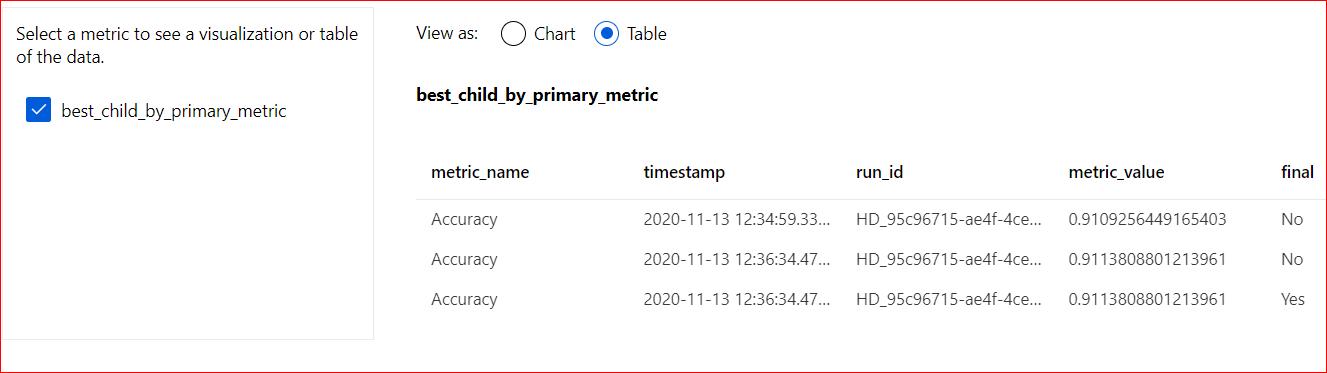 Select a metric to see a visualization or table
of the data.
best_child_by_primary_metric
View as: Chart Table
best_child_by_primary_metric
metric_name timestamp run_id metric_value final
Accuracy 2020-11-13 12:34:59.33... HD_95c96715-ae4f-4ce... 0.9109256449165403 No
Accuracy 2020-11-13 12:36:34.47... HD_95c96715-ae4f-4ce... 0.9113808801213961 No
Accuracy 2020-11-13 12:36:34.47... HD_95c96715-ae4f-4ce... 0.9113808801213961 Yes